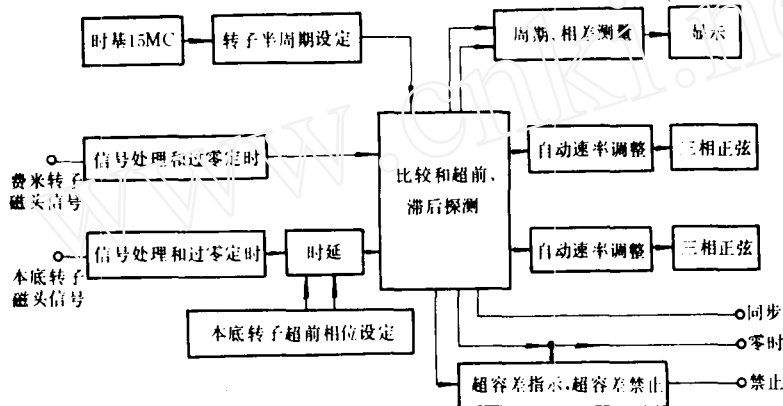 时基15MC
转子半周期设定
周期、相差测量
显示
信号处理和过零定时
费米转子
磁头信号
比较和超前、
滞后探测
自动速率调整
三相正弦
信号处理和过零定时
时延
本底转子
磁头信号
自动速率调整
三相正弦
本底转子超前相位设定
同步
零时
超容差指示,超容差禁止
禁止
www.cnki.net